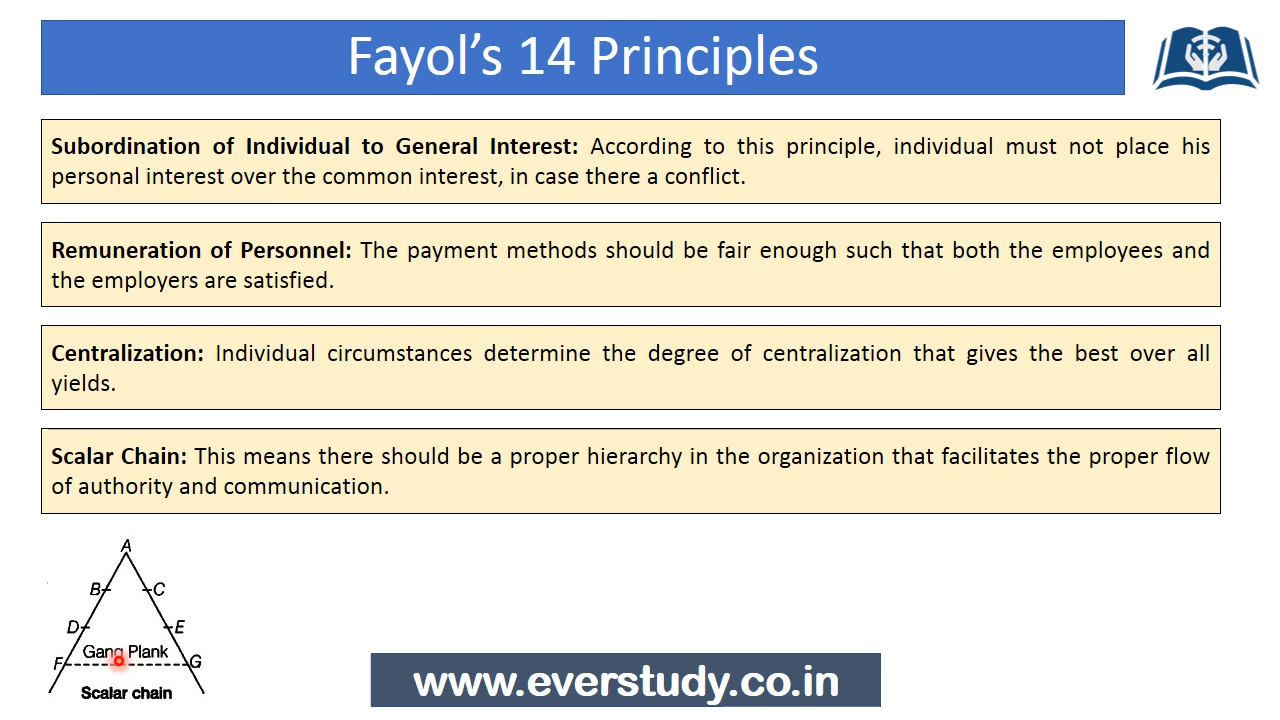 Fayol’s 14 Principles
Subordination of Individual to General Interest: According to this principle, individual must not place his
personal interest over the common interest, in case there a conflict.
Remuneration of Personnel: The payment methods should be fair enough such that both the employees and
the employers are satisfied.
Centralization: Individual circumstances determine the degree of centralization that gives the best over all
yields.
Scalar Chain: This means there should be a proper hierarchy in the organization that facilitates the proper flow
of authority and communication.
A
B C
D E
Gang Plank
F G
Scalar chain
www.everstudy.co.in